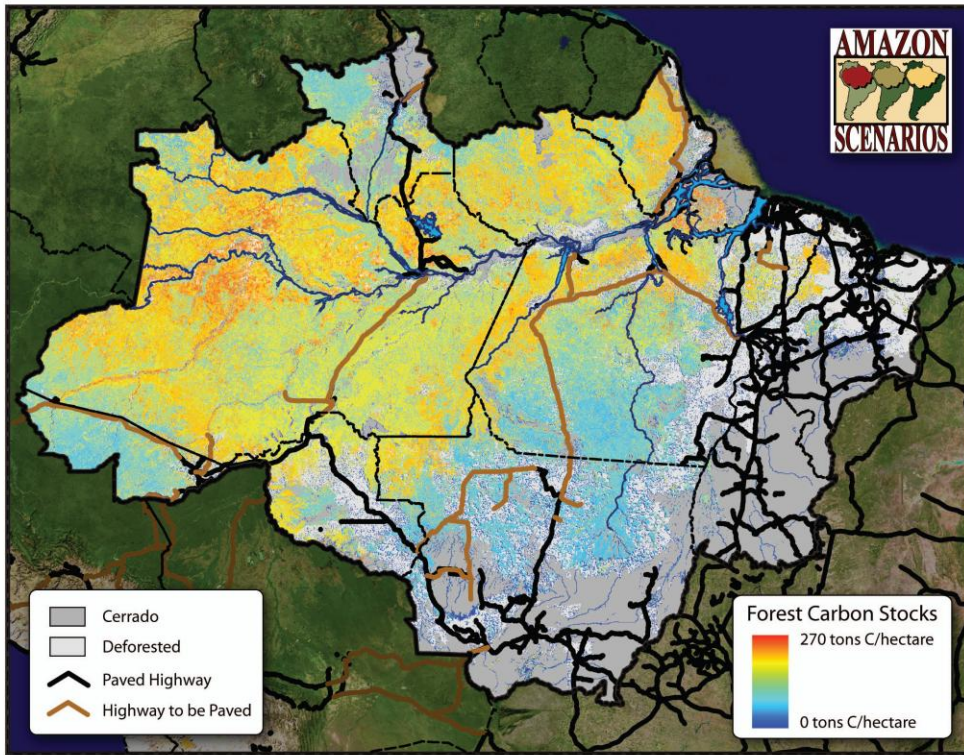 AMAZON
SCENARIOS
Cerrado
Deforested
Paved Highway
Highway to be Paved
Forest Carbon Stocks
270 tons C/hectare
0 tons C/hectare